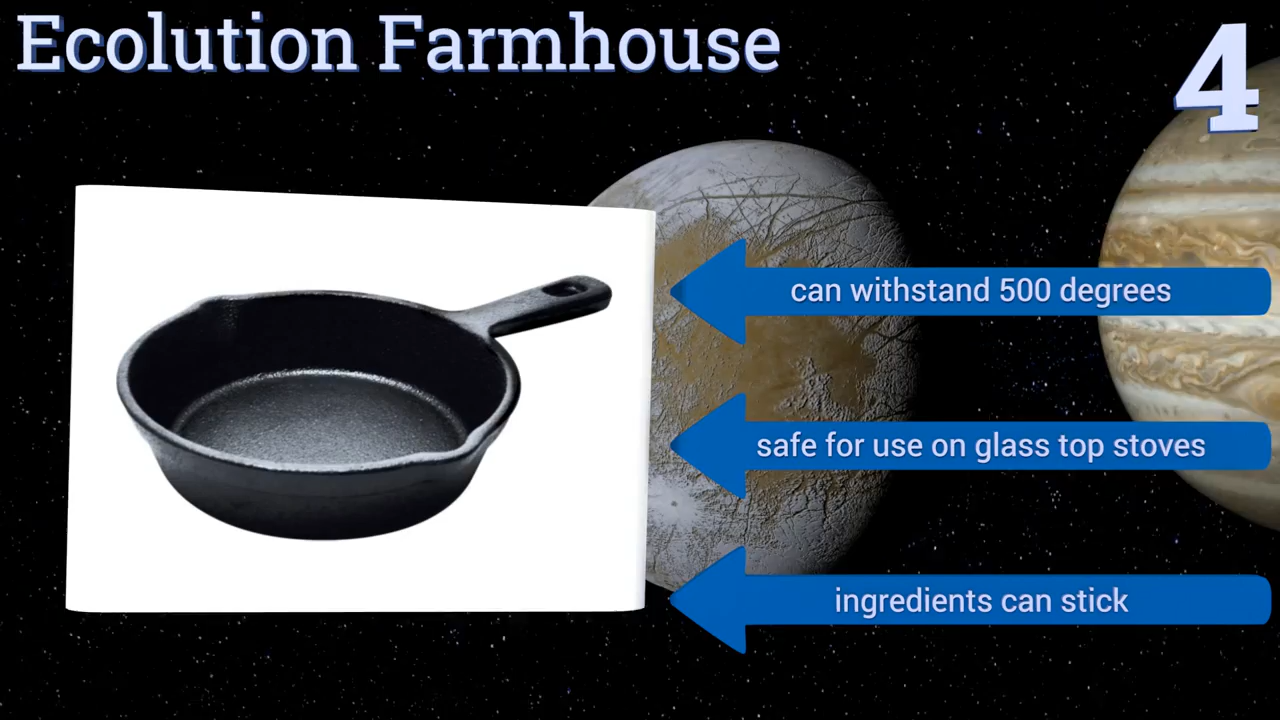 Ecolution Farmhouse
4
can withstand 500 degrees
safe for use on glass top stoves
ingredients can stick